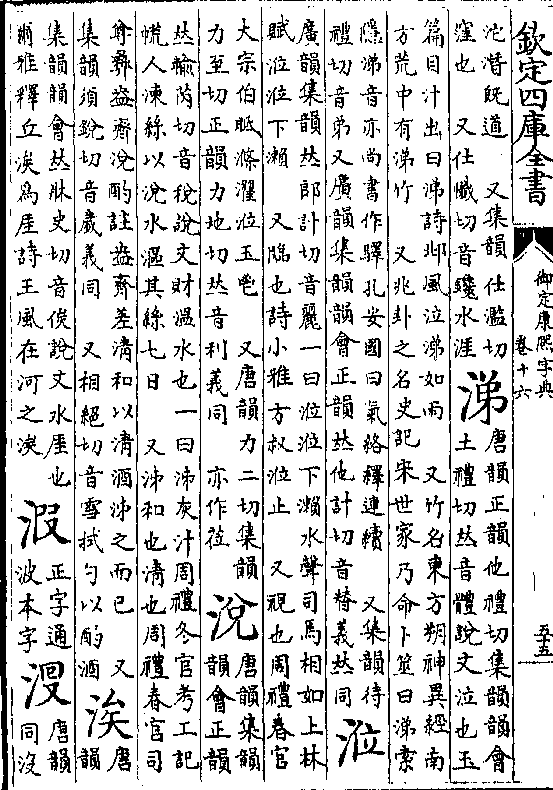 欽定四庫全書
御定康熙字典
卷十六
五十五
沱潛既道　又集韻仕濫切
窪也　又仕懺切音鑱水涯
涕
唐韻正韻他禮切集韻韻會
土禮切𠀤音體說文泣也玉
篇目汁出曰涕詩邶風泣涕如雨　又竹名東方朔神異經南
方荒中有涕竹　又兆卦之名史記宋世家乃命卜筮曰涕索
隱涕音亦尚書作驛孔安國曰氣絡驛連續　又集韻待
禮切音弟又廣韻集韻韻會正韻𠀤他計切音替義𠀤同
涖
廣韻集韻𠀤郎計切音麗一曰涖涖下瀨水聲司馬相如上林
賦涖涖下瀨　又臨也詩小雅方叔涖止　又視也周禮春官
大宗伯眡滌濯涖玉鬯　又唐韻力二切集韻
力至切正韻力地切𠀤音利義同　亦作莅
涗
唐韻集韻
韻會正韻
𠀤輸芮切音稅說文財溫水也一曰沸灰汁周禮冬官考工記
㡆人湅絲以涗水漚其絲七日　又沸和也清也周禮春官司
尊彝盎齊涗酌註盎齊差清和以清酒沸之而已　又
集韻須銳切音歲義同　又相絕切音雪拭勺以酌酒
涘
唐
韻
集韻韻會𠀤牀史切音俟說文水厓也
爾雅釋丘涘爲厓詩王風在河之涘
正字通
波本字
唐韻
同沒